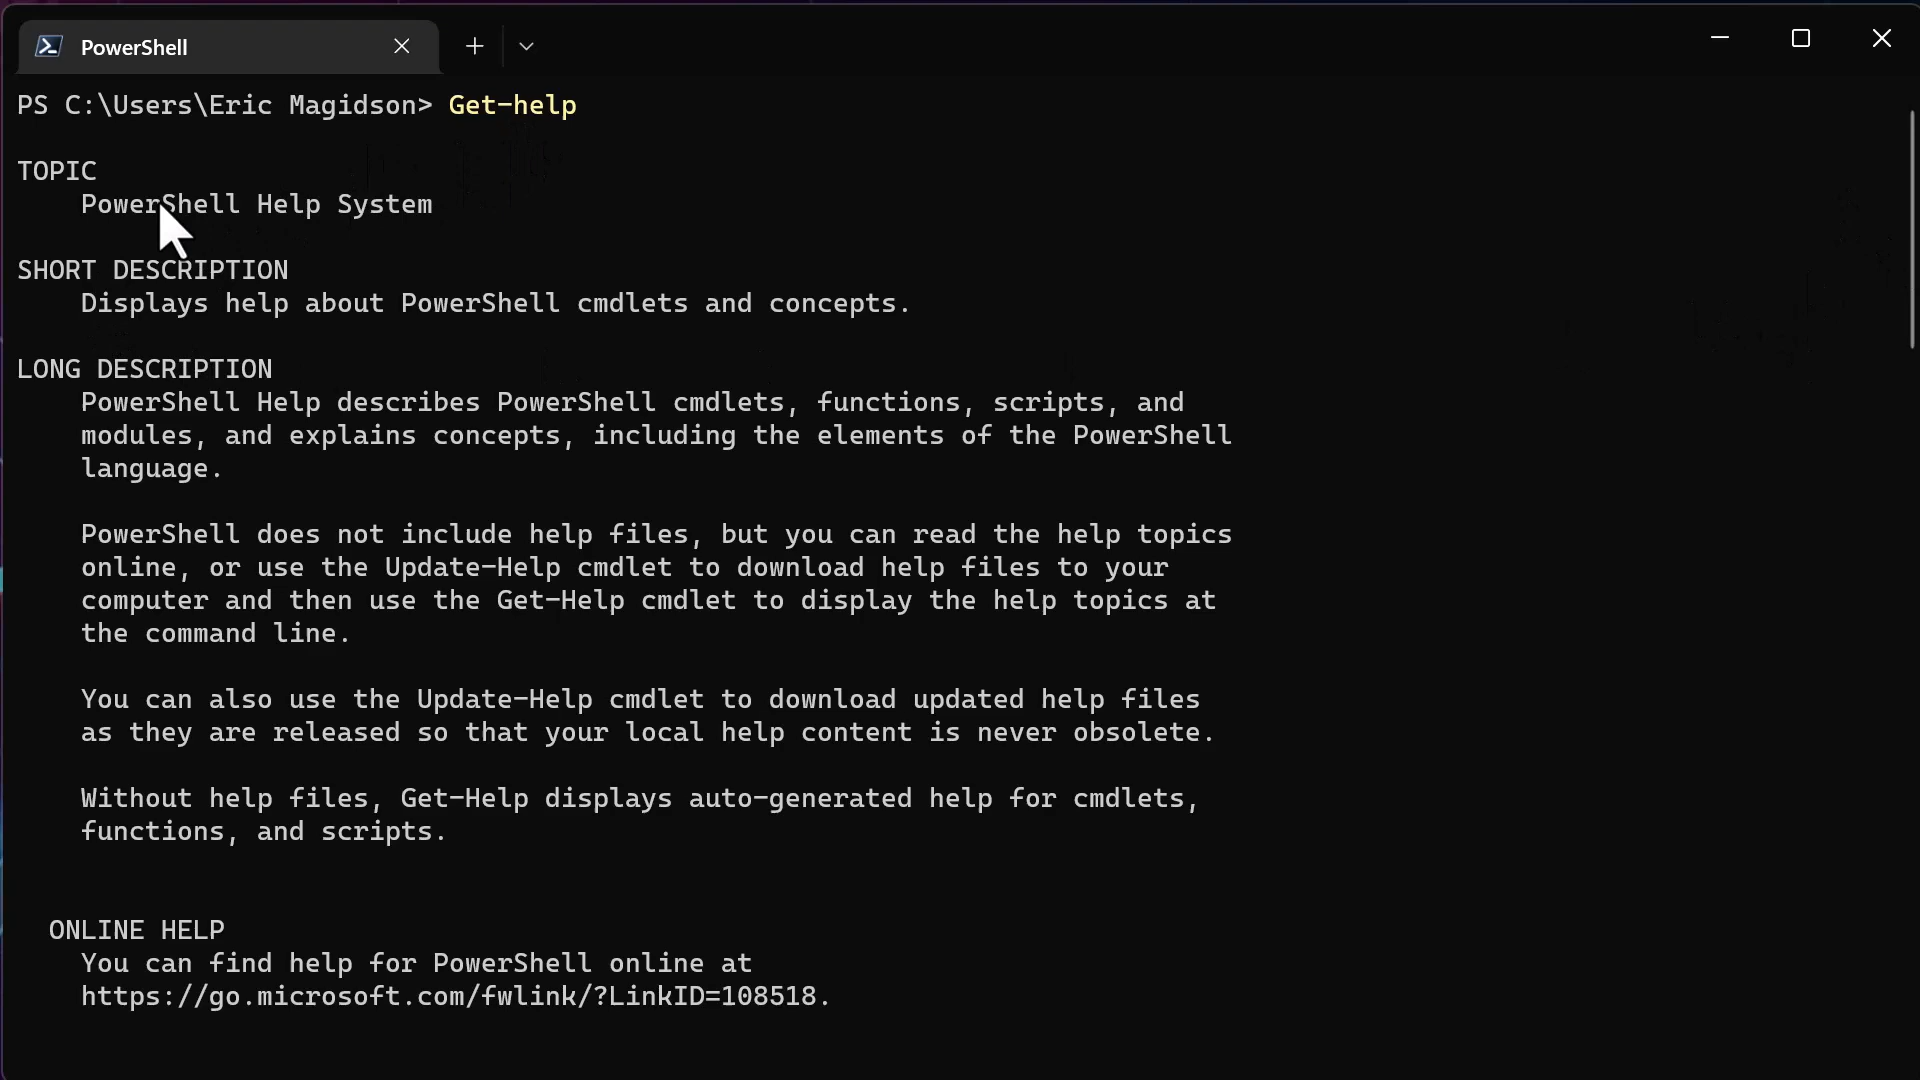 PowerShell
PS C:\Users\Eric Magidson> Get-help
TOPIC
PowerShell Help System
SHORT DESCRIPTION
Displays help about PowerShell cmdlets and concepts.
LONG DESCRIPTION
PowerShell Help describes PowerShell cmdlets, functions, scripts, and
modules, and explains concepts, including the elements of the PowerShell
language.
PowerShell does not include help files, but you can read the help topics
online, or use the Update-Help cmdlet to download help files to your
computer and then use the Get-Help cmdlet to display the help topics at
the command line.
You can also use the Update-Help cmdlet to download updated help files
as they are released so that your local help content is never obsolete.
Without help files, Get-Help displays auto-generated help for cmdlets,
functions, and scripts.
ONLINE HELP
You can find help for PowerShell online at
https://go.microsoft.com/fwlink/?LinkID=108518.